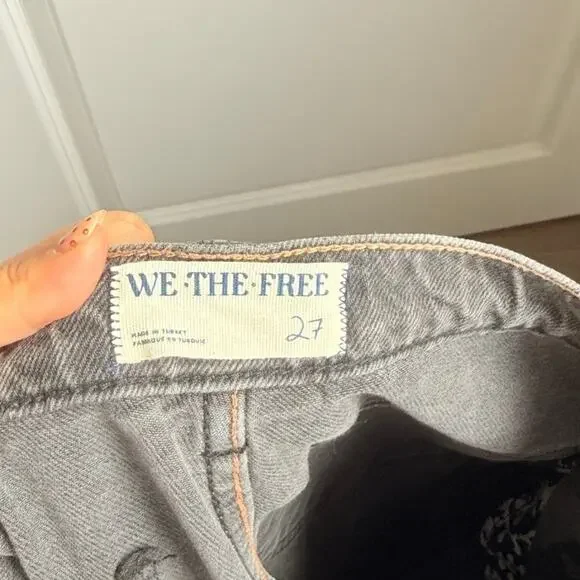 WE·THE·FREE
MADE IN TURKEY
FABRIQUÉ EN TURQUIE
27